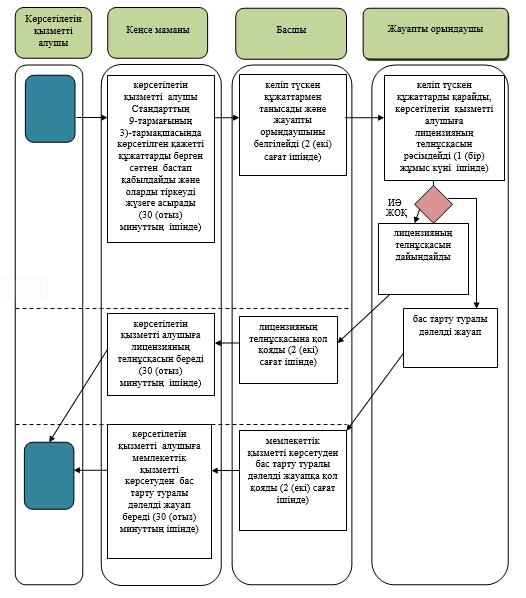 Көрсетілетін
қызметті
алушы
Кеңсе маманы
Басшы
Жауапты орындаушы
көрсетілетін
қызметті алушы
Стандарттың
9-тармағының
3)-тармақшасында
көрсетілген қажетті
құжаттарды берген
сәттен бастап
қабылдайды және
оларды тіркеуді
жүзеге асырады
(30 (отыз)
минуттың ішінде)
келіп түскен
құжаттармен
танысады және
жауапты
орындаушыны
белгілейді (2 (екі)
сағат ішінде)
келіп түскен
құжаттарды қарайды,
көрсетілетін қызметті
алушыға
лицензияның
телнұсқасын
рәсімдейді (1 (бір)
жұмыс күні ішінде)
ИӘ
ЖОҚ
лицензияның
телнұсқасын
дайындайды
бас тарту туралы
дәлелді жауап
көрсетілетін
қызметті алушыға
лицензияның
телнұсқасын береді
(30 (отыз)
минуттың ішінде)
лицензияның
телнұсқасына қол
қояды (2 (екі) сағат
ішінде)
көрсетілетін
қызметті алушыға
мемлекеттік
қызметті
көрсетуден бас
тарту туралы
дәлелді жауап
береді (30 (отыз)
минуттың ішінде)
мемлекеттік
қызметті көрсетуден
бас тарту туралы
дәлелді жауапқа қол
қояды (2 (екі) сағат
ішінде)